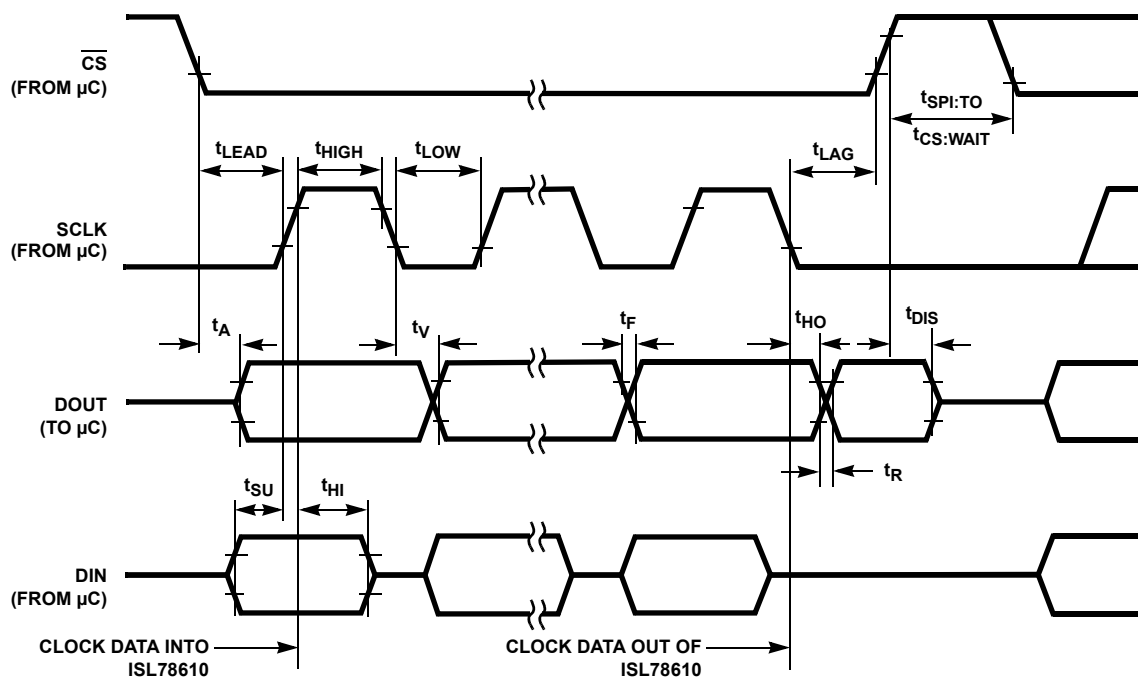 CS
(FROM µC)
tSPI:TO
tCS:WAIT
tLEAD
tHIGH
tLOW
tLAG
SCLK
(FROM µC)
tA
tV
tF
tHO
tDIS
DOUT
(TO µC)
tR
tSU
tHI
DIN
(FROM µC)
CLOCK DATA INTO
ISL78610
CLOCK DATA OUT OF
ISL78610